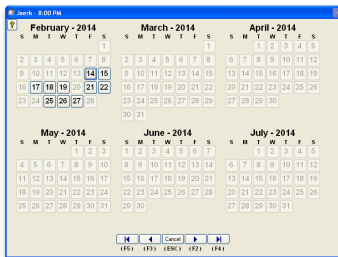 Jeerk - 8:00 PM
?
February - 2014 March - 2014 April - 2014
S M T W T F S S M T W T F S S M T W T F S
1 1 1 2 3 4 5
2 3 4 5 6 7 8 2 3 4 5 6 7 8 6 7 8 9 10 11 12
9 10 11 12 13 14 15 9 10 11 12 13 14 15 13 14 15 16 17 18 19
16 17 18 19 20 21 22 16 17 18 19 20 21 22 20 21 22 23 24 25 26
23 24 25 26 27 28 23 24 25 26 27 28 29 27 28 29 30
30 31
May - 2014 June - 2014 July - 2014
S M T W T F S S M T W T F S S M T W T F S
1 2 3 1 2 3 4 5 6 7 1 2 3 4 5
4 5 6 7 8 9 10 8 9 10 11 12 13 14 6 7 8 9 10 11 12
11 12 13 14 15 16 17 15 16 17 18 19 20 21 13 14 15 16 17 18 19
18 19 20 21 22 23 24 22 23 24 25 26 27 28 20 21 22 23 24 25 26
25 26 27 28 29 30 31 29 30 27 28 29 30 31
Cancel
(F5) (F3) (ESC) (F2) (F4)